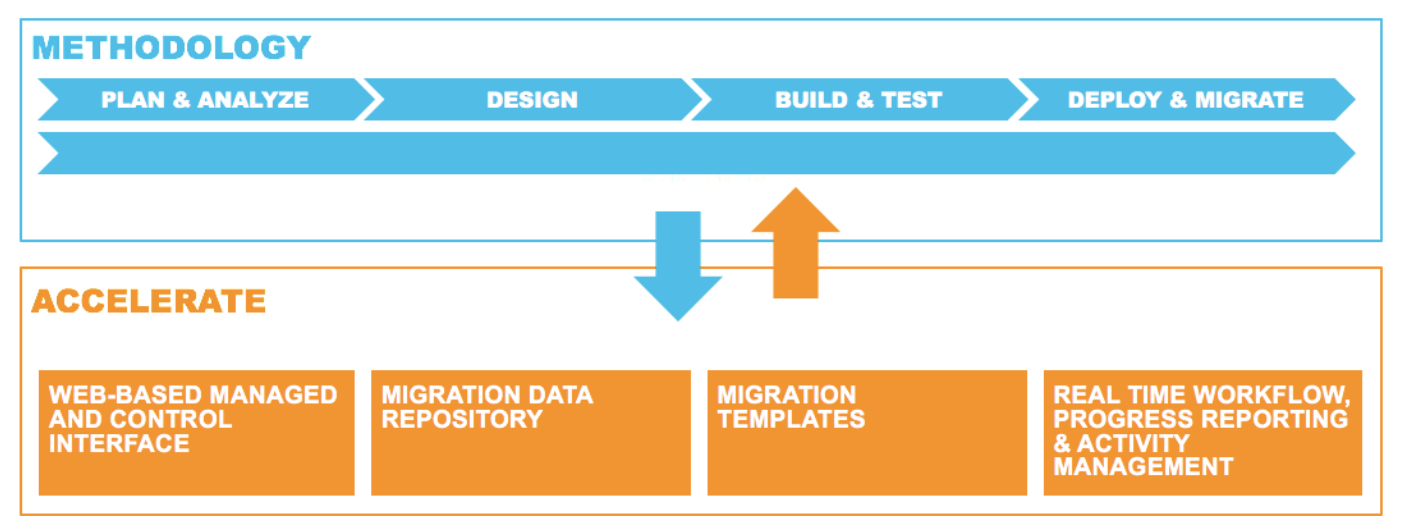 METHODOLOGY
PLAN & ANALYZE
DESIGN
BUILD & TEST
DEPLOY & MIGRATE
ACCELERATE
WEB-BASED MANAGED
AND CONTROL
INTERFACE
MIGRATION DATA
REPOSITORY
MIGRATION
TEMPLATES
REAL TIME WORKFLOW,
PROGRESS REPORTING
& ACTIVITY
MANAGEMENT